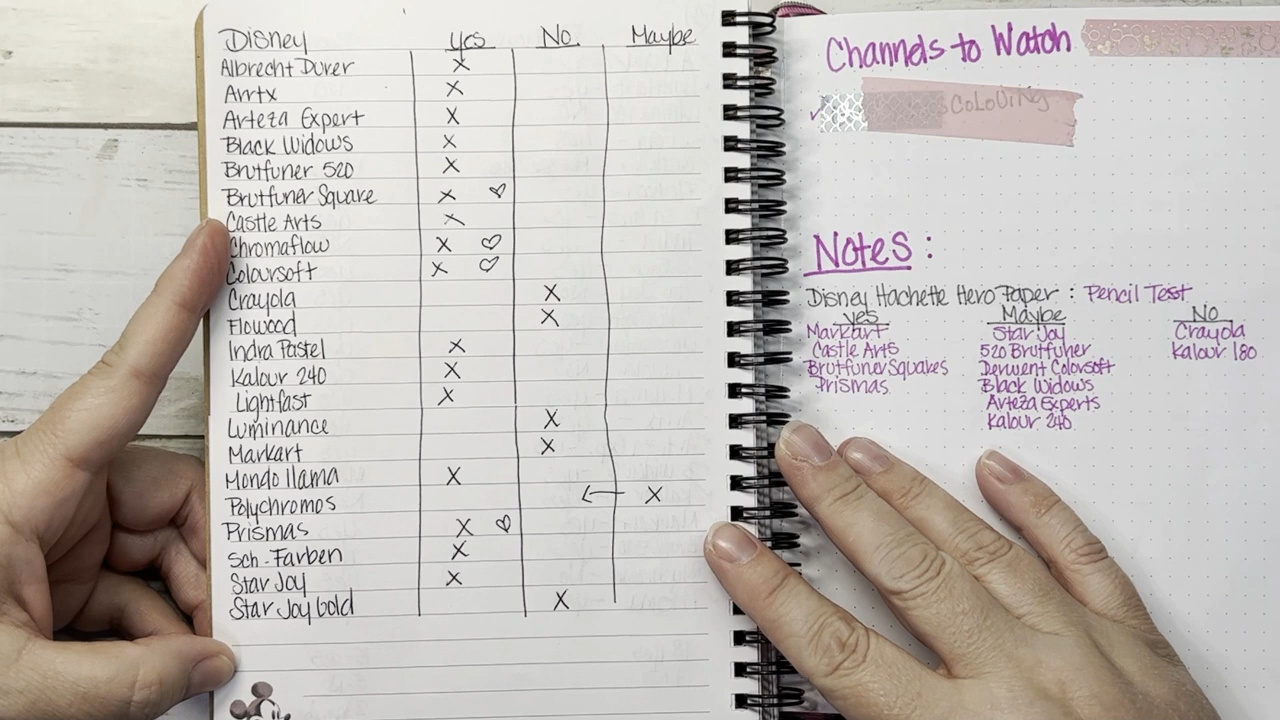 Disney yes No Maybe
Albrecht Durer X
Arrtx X
Arteza Expert X
Black Widows X
Brutfuner 520 X
Brutfuner Square X ♡
Castle Arts X
Chromaflow X ♡
Coloursoft X ♡
Crayola X
Flowood X
Indra Pastel X
Kalour 240 X
Lightfast X
Luminance X
Markart X
Mondo llama X
Polychromos ← X
Prismas X ♡
Sch. Farben X
Star Joy X
Star Joy Gold X
Channels to Watch
✓ Coloving
Notes :
Disney Hachette Hero Paper : Pencil Test
yes Maybe No
Markart Star Joy Crayola
Castle Arts 520 Brutfuner Kalour 180
Brutfuner Squares Derwent Colorsoft
Prismas Black Widows
Arteza Experts
Kalour 240